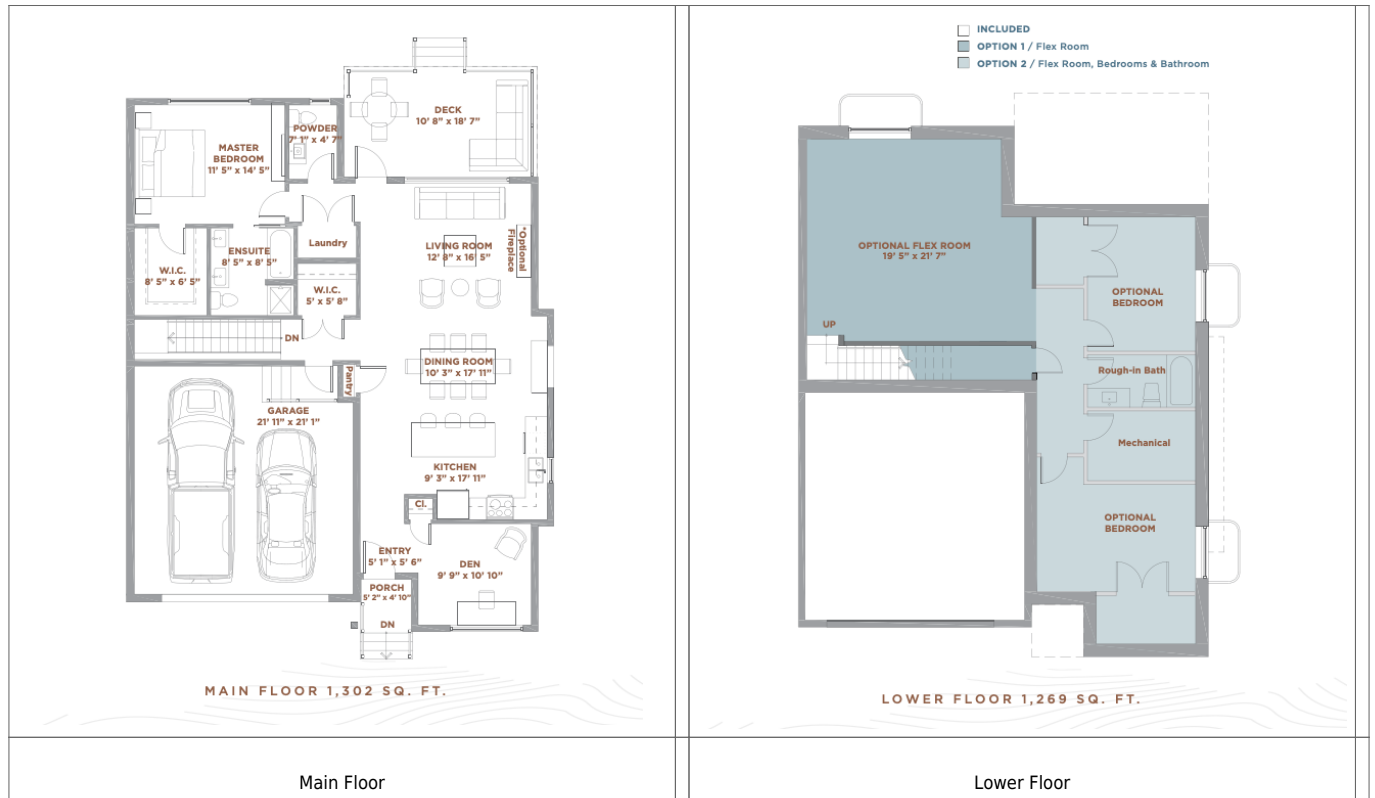 DECK
10' 8" x 18' 7"
POWDER
7' 1" x 4' 7"
MASTER
BEDROOM
11' 5" x 14' 5"
Laundry
ENSUITE
8' 5" x 8' 5"
W.I.C.
8' 5" x 6' 5"
W.I.C.
5' x 5' 8"
LIVING ROOM
12' 8" x 16' 5"
*Optional
Fireplace
DN
DINING ROOM
10' 3" x 17' 11"
Pantry
GARAGE
21' 11" x 21' 1"
KITCHEN
9' 3" x 17' 11"
CL.
ENTRY
5' 1" x 5' 6"
DEN
9' 9" x 10' 10"
PORCH
5' 2" x 4' 10"
DN
MAIN FLOOR 1,302 SQ. FT.
Main Floor
INCLUDED
OPTION 1 / Flex Room
OPTION 2 / Flex Room, Bedrooms & Bathroom
OPTIONAL FLEX ROOM
19' 5" x 21' 7"
OPTIONAL
BEDROOM
UP
Rough-in Bath
Mechanical
OPTIONAL
BEDROOM
LOWER FLOOR 1,269 SQ. FT.
Lower Floor